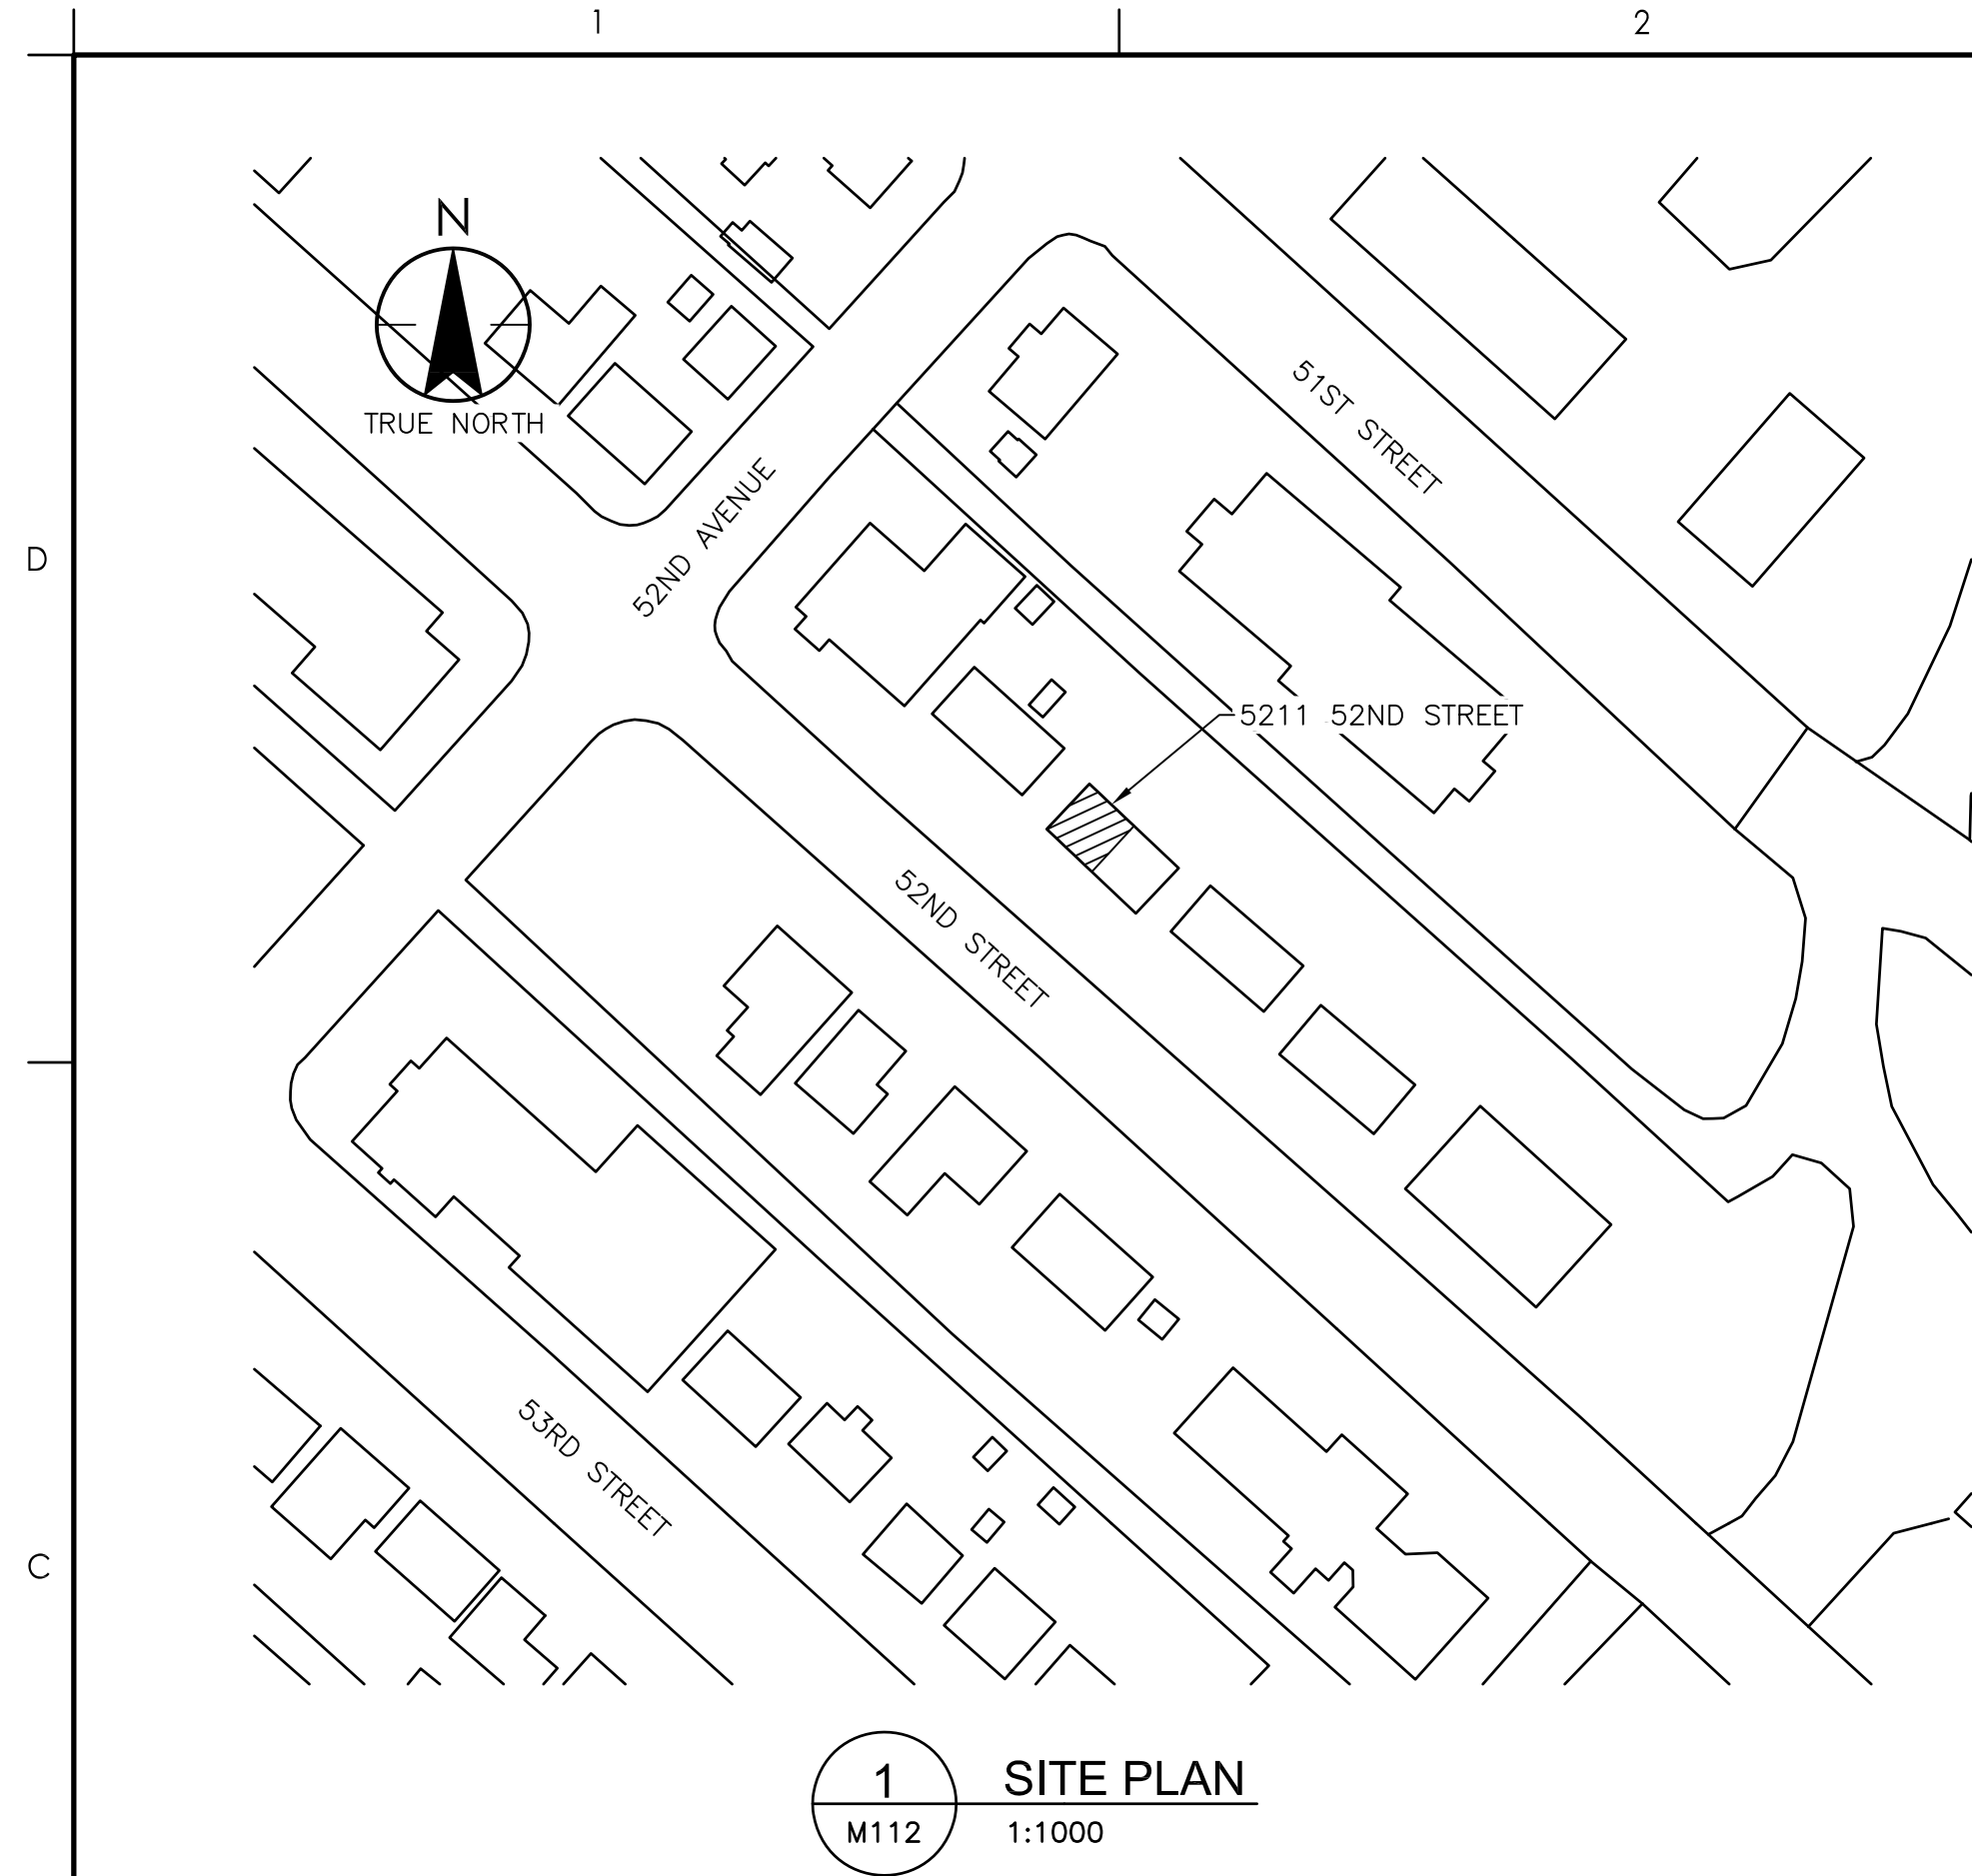 1
2
N
TRUE NORTH
51ST STREET
52ND AVENUE
D
5211 52ND STREET
52ND STREET
53RD STREET
C
1
SITE PLAN
M112
1:1000